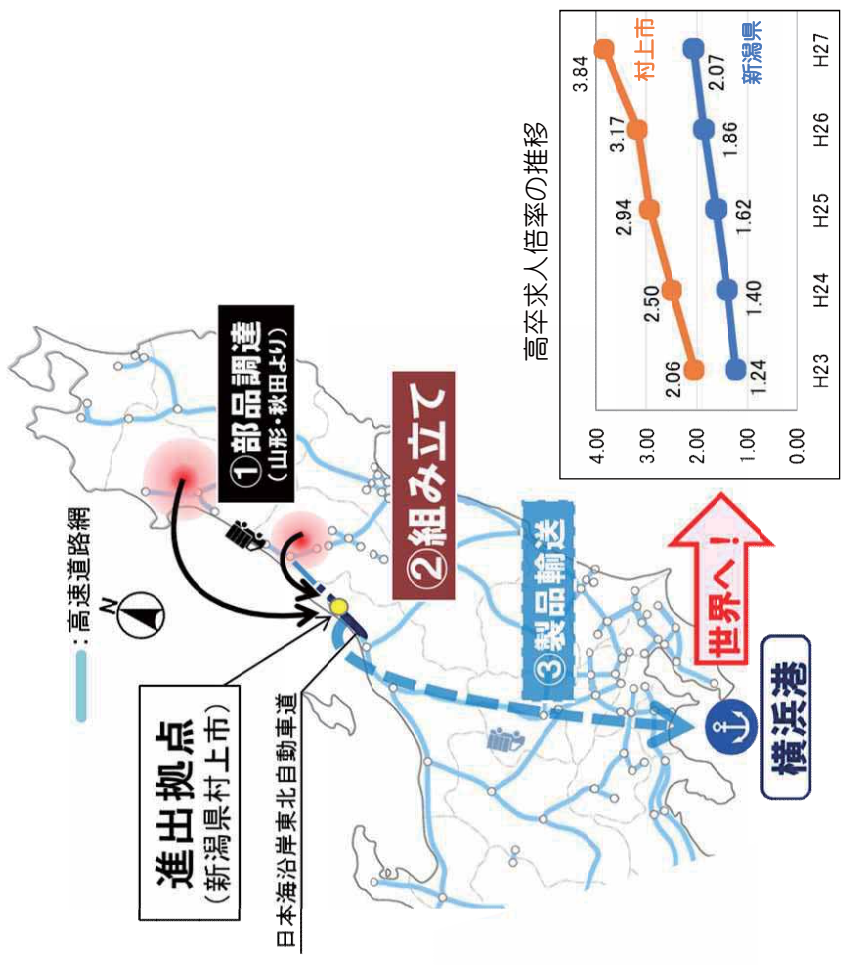 :高速道路網
N
進出拠点
(新潟県村上市)
日本海沿岸東北自動車道
①部品調達
(山形・秋田より)
②組み立て
③製品輸送
世界へ!
横浜港
高卒求人倍率の推移
4.00
3.00
2.00
1.00
0.00
2.06
2.50
2.94
3.17
3.84
村上市
1.24
1.40
1.62
1.86
2.07
新潟県
H23
H24
H25
H26
H27